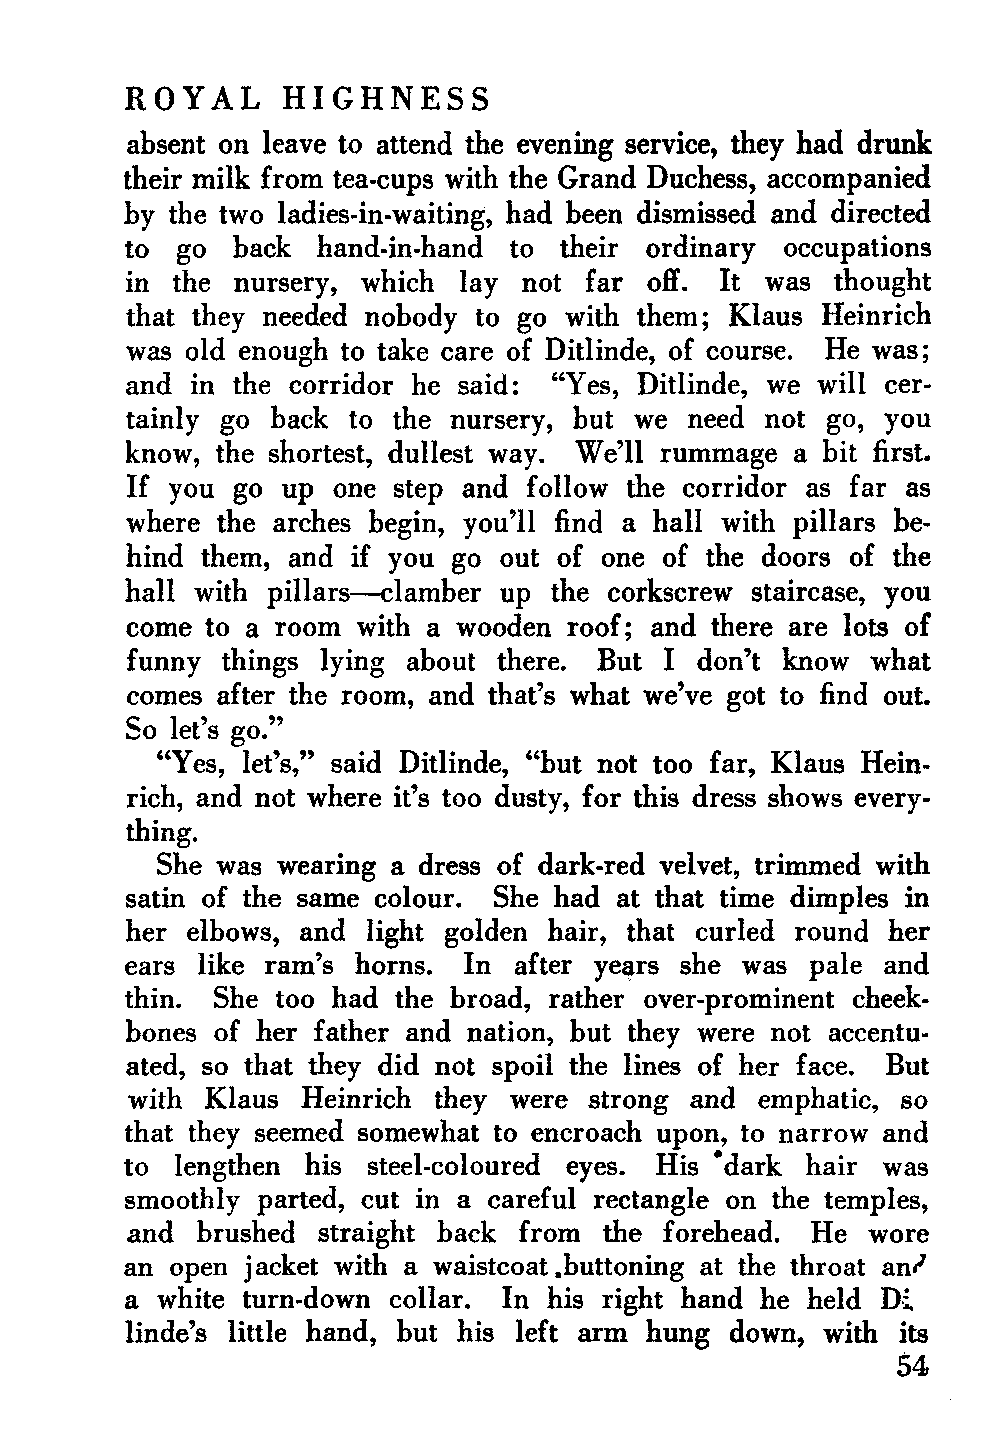 ROYAL HIGHNESS
absent on leave to attend the evening service, they had drunk
their milk from tea-cups with the Grand Duchess, accompanied
by the two ladies-in-waiting, had been dismissed and directed
to go back hand-in-hand to their ordinary occupations
in the nursery, which lay not far off. It was thought
that they needed nobody to go with them; Klaus Heinrich
was old enough to take care of Ditlinde, of course. He was;
and in the corridor he said: “Yes, Ditlinde, we will cer-
tainly go back to the nursery, but we need not go, you
know, the shortest, dullest way. We’ll rummage a bit first.
If you go up one step and follow the corridor as far as
where the arches begin, you’ll find a hall with pillars be-
hind them, and if you go out of one of the doors of the
hall with pillars—clamber up the corkscrew staircase, you
come to a room with a wooden roof; and there are lots of
funny things lying about there. But I don’t know what
comes after the room, and that’s what we’ve got to find out.
So let’s go.”
“Yes, let’s,” said Ditlinde, “but not too far, Klaus Hein-
rich, and not where it’s too dusty, for this dress shows every-
thing.
She was wearing a dress of dark-red velvet, trimmed with
satin of the same colour. She had at that time dimples in
her elbows, and light golden hair, that curled round her
ears like ram’s horns. In after years she was pale and
thin. She too had the broad, rather over-prominent cheek-
bones of her father and nation, but they were not accentu-
ated, so that they did not spoil the lines of her face. But
with Klaus Heinrich they were strong and emphatic, so
that they seemed somewhat to encroach upon, to narrow and
to lengthen his steel-coloured eyes. His dark hair was
smoothly parted, cut in a careful rectangle on the temples,
and brushed straight back from the forehead. He wore
an open jacket with a waistcoat buttoning at the throat and
a white turn-down collar. In his right hand he held Di
linde’s little hand, but his left arm hung down, with its
54